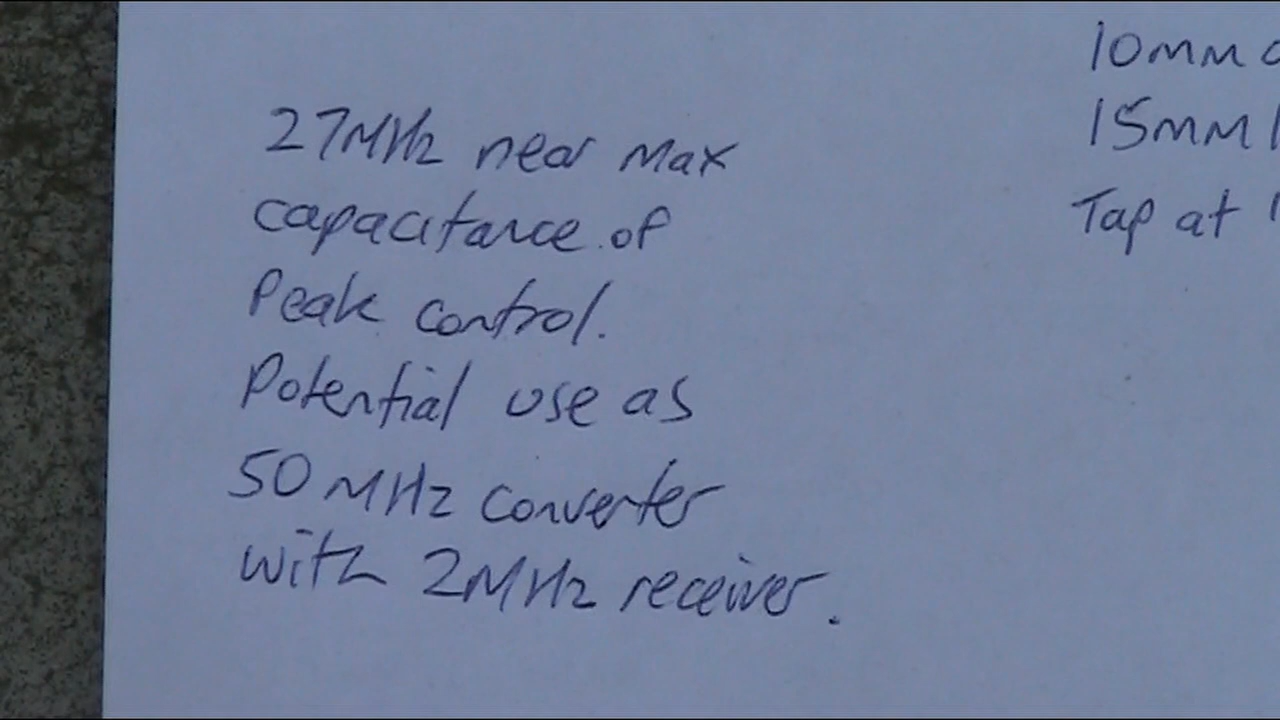 27MHz near max
capacitance of
Peak control.
Potential use as
50 MHz converter
with 2MHz receiver.
10mm
15mm
Tap at